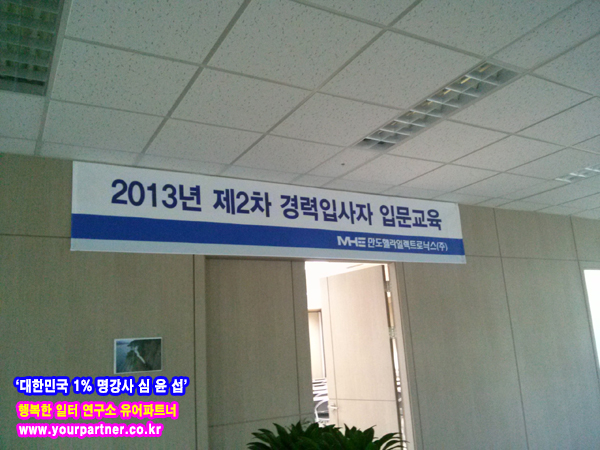 2013년 제2차 경력입사자 입문교육
MHE 만도헬라일렉트로닉스(주)
'대한민국 1% 명강사 심 윤 섭'
행복한 일터 연구소 유어파트너
www.yourpartner.co.kr